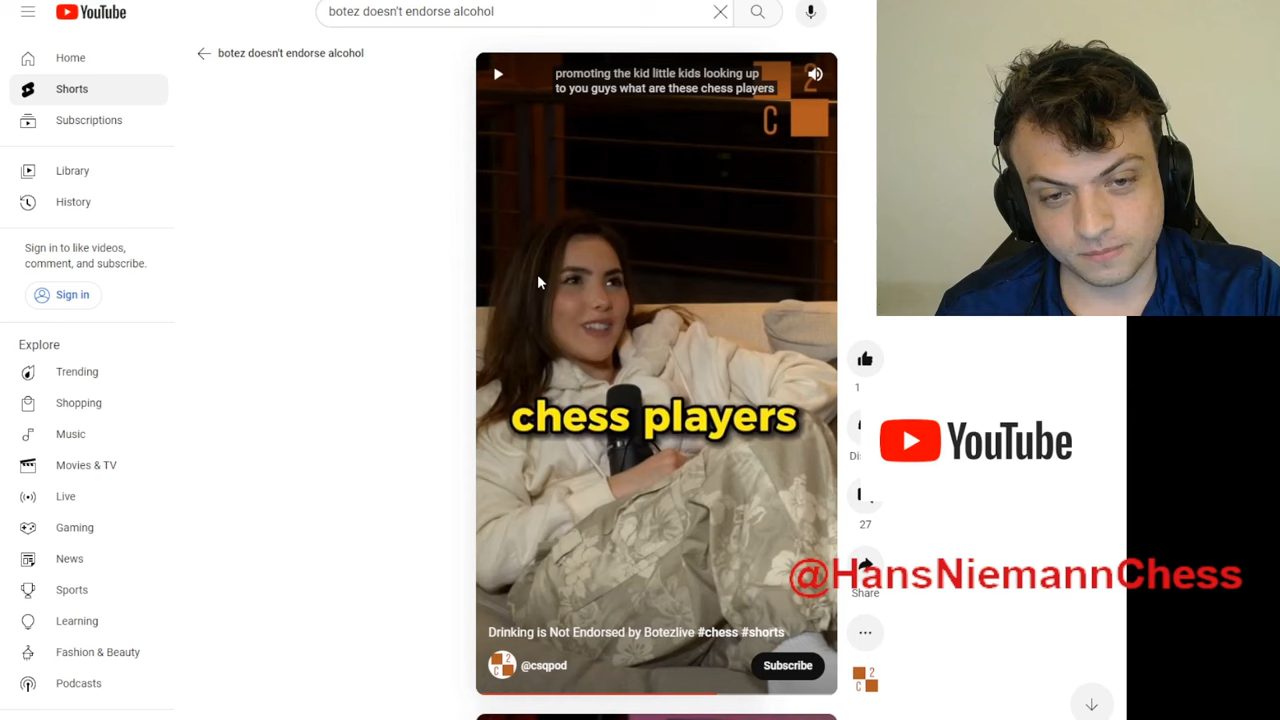 YouTube
botez doesn't endorse alcohol
botez doesn't endorse alcohol
Home
Shorts
Subscriptions
Library
History
Sign in to like videos,
comment, and subscribe.
Sign in
Explore
Trending
Shopping
Music
Movies & TV
Live
Gaming
News
Sports
Learning
Fashion & Beauty
Podcasts
promoting the kid little kids looking up
to you guys what are these chess players
2
C
chess players
Drinking is Not Endorsed by Botezlive #chess #shorts
2
C
@csqpod
Subscribe
1
27
Share
2
C
YouTube
@HansNiemannChess